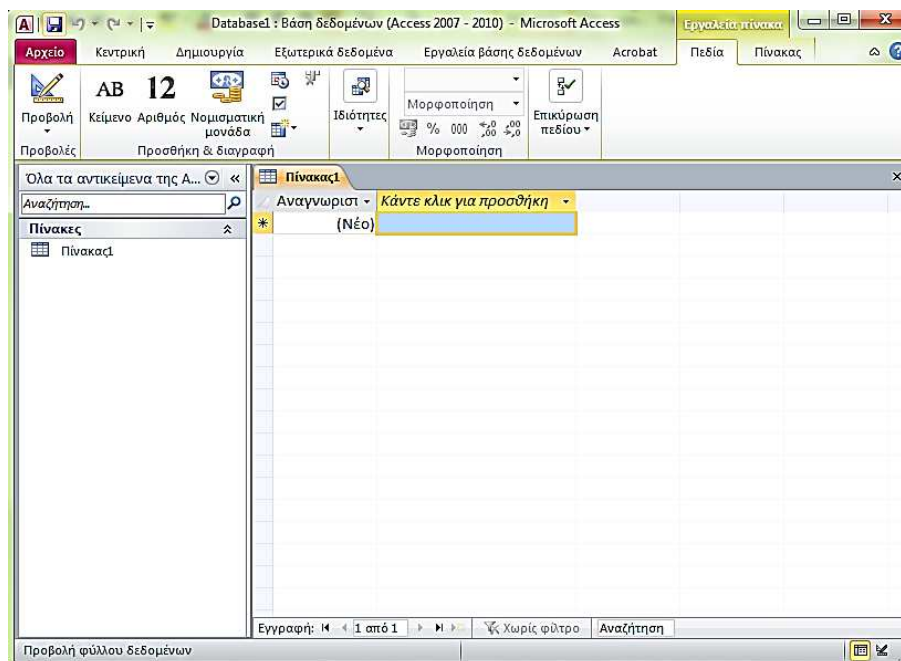 Database1 : Βάση δεδομένων (Access 2007 - 2010) - Microsoft Access
Εργαλεία πίνακα
Αρχείο Κεντρική Δημιουργία Εξωτερικά δεδομένα Εργαλεία βάσης δεδομένων Acrobat Πεδία Πίνακας
Προβολή
AB Κείμενο
12 Αριθμός
Νομισματική μονάδα
Ιδιότητες
Μορφοποίηση
% 000
Επικύρωση πεδίου
Προβολές Προσθήκη & διαγραφή Μορφοποίηση
Όλα τα αντικείμενα της Α...
Πίνακας1
Αναζήτηση...
Αναγνωριστ Κάντε κλικ για προσθήκη
Πίνακες
(Νέο)
Πίνακας1
Εγγραφή: 1 από 1 Χωρίς φίλτρο Αναζήτηση
Προβολή φύλλου δεδομένων